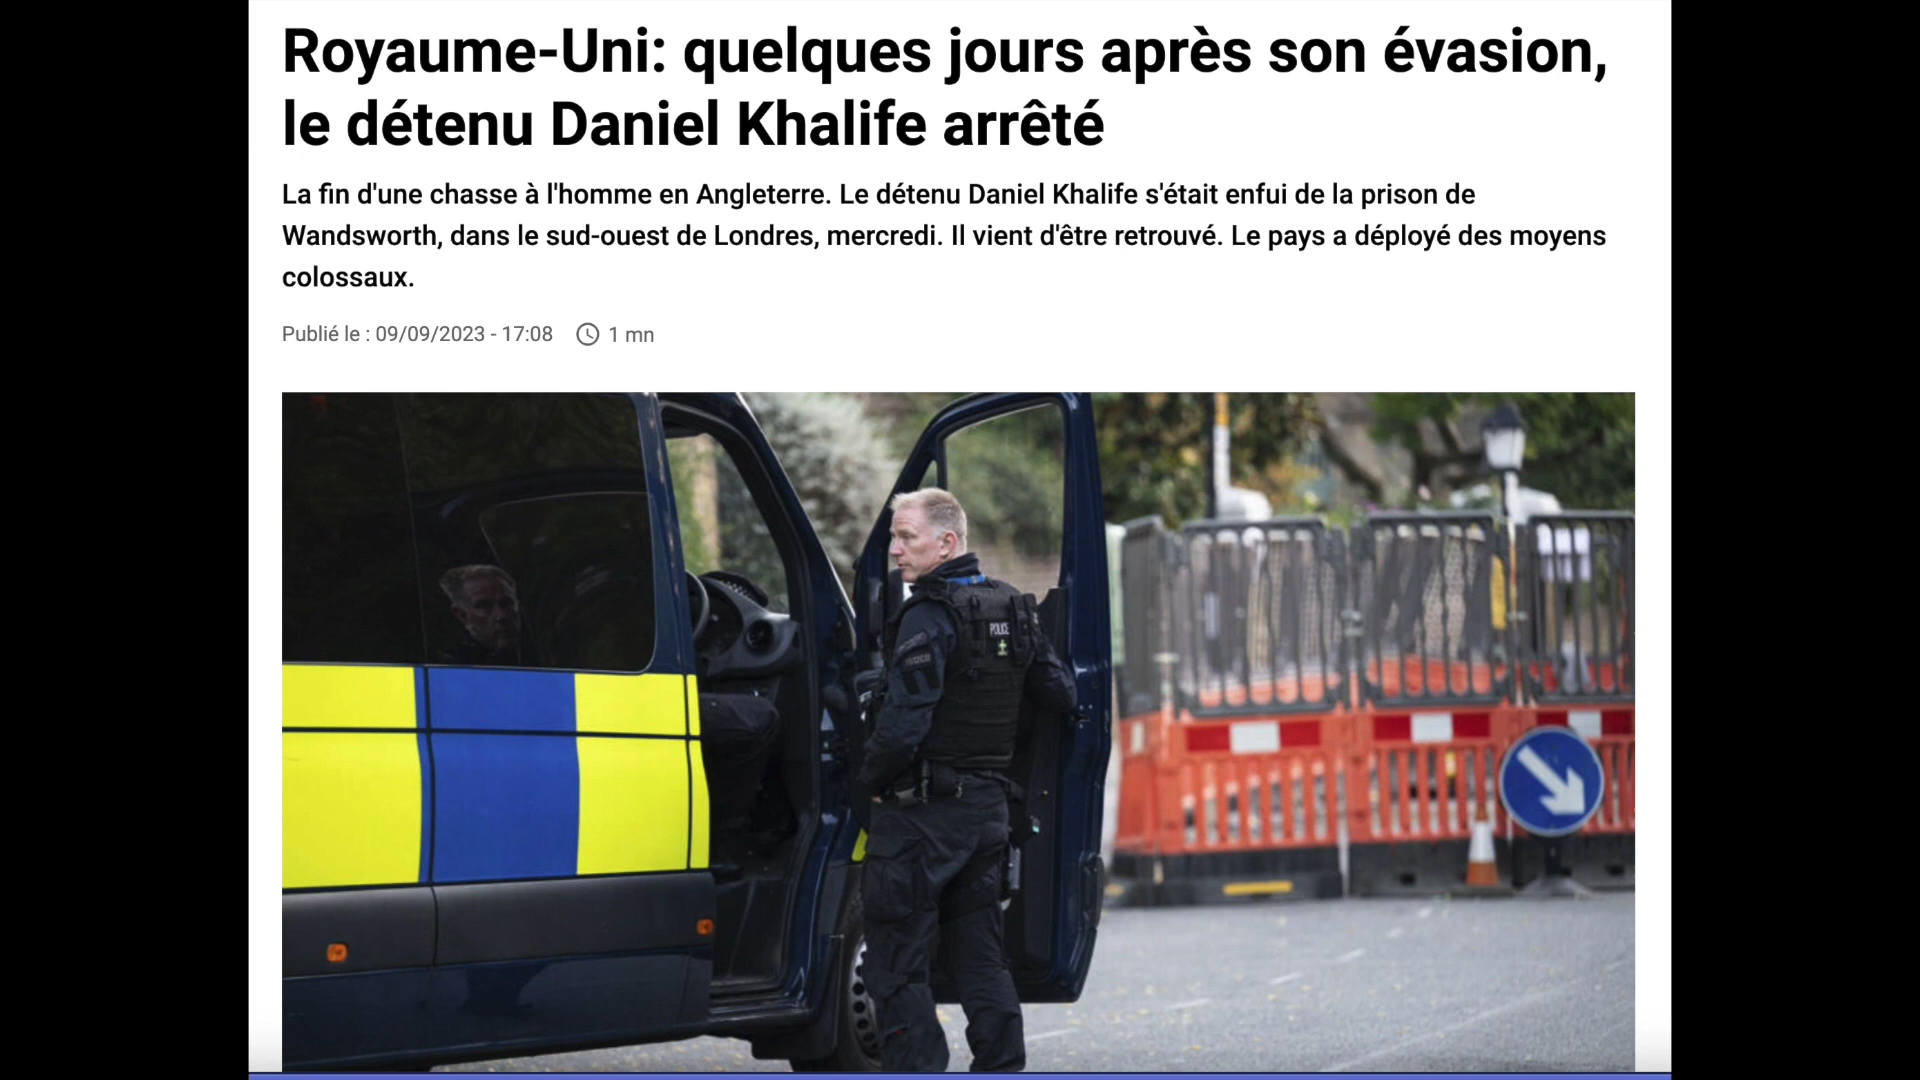 Royaume-Uni: quelques jours après son évasion,
le détenu Daniel Khalife arrêté
La fin d'une chasse à l'homme en Angleterre. Le détenu Daniel Khalife s'était enfui de la prison de
Wandsworth, dans le sud-ouest de Londres, mercredi. Il vient d'être retrouvé. Le pays a déployé des moyens
colossaux.
Publié le : 09/09/2023 - 17:08 1 mn
POLICE